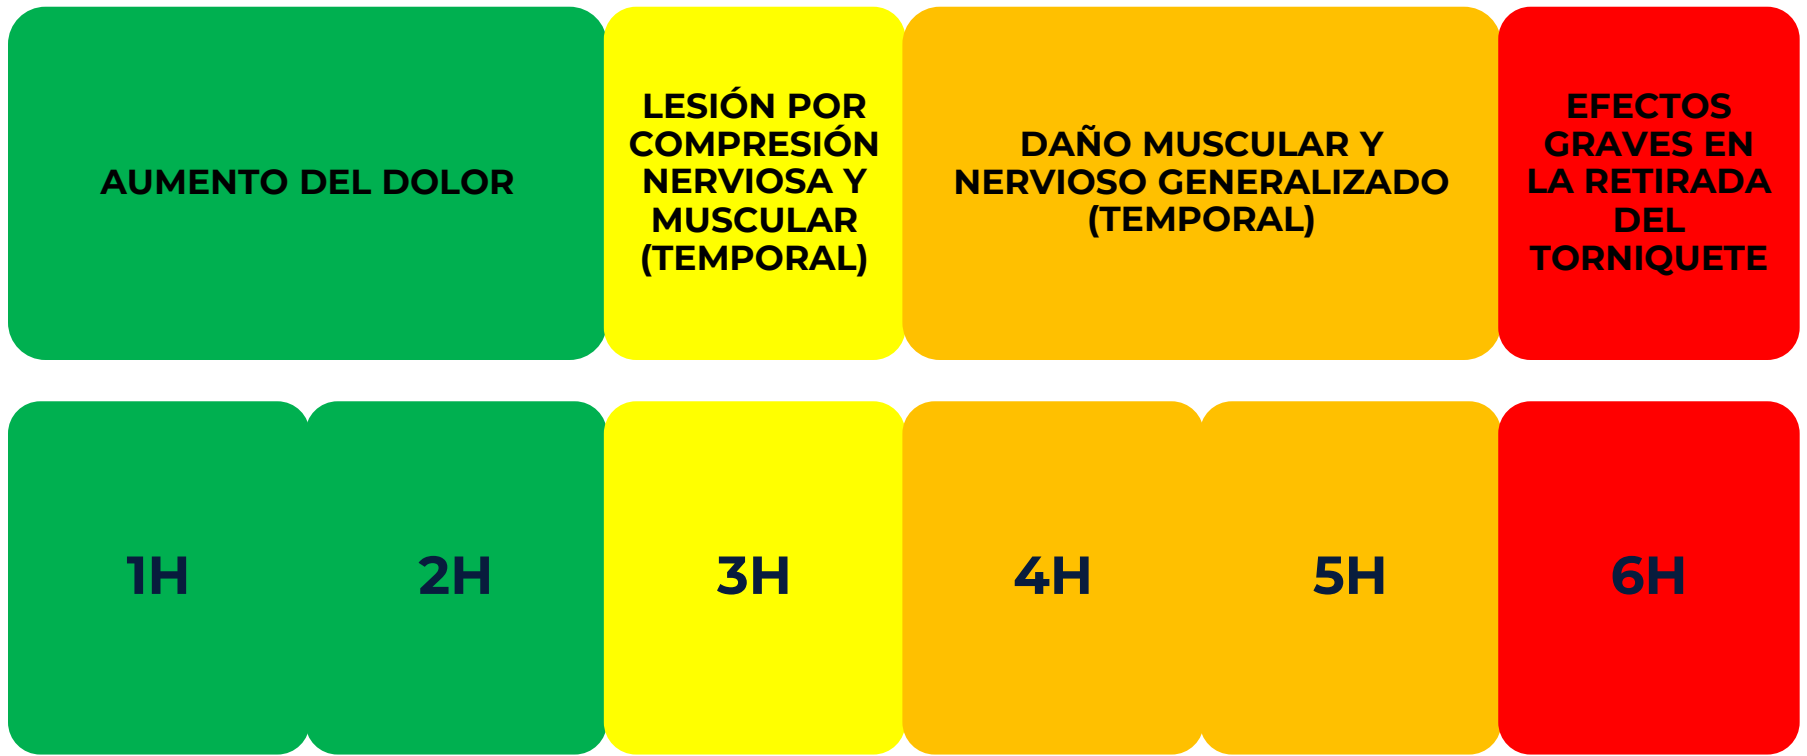 AUMENTO DEL DOLOR
LESIÓN POR
COMPRESIÓN
NERVIOSA Y
MUSCULAR
(TEMPORAL)
DAÑO MUSCULAR Y
NERVIOSO GENERALIZADO
(TEMPORAL)
EFECTOS
GRAVES EN
LA RETIRADA
DEL
TORNIQUETE
1H
2H
3H
4H
5H
6H